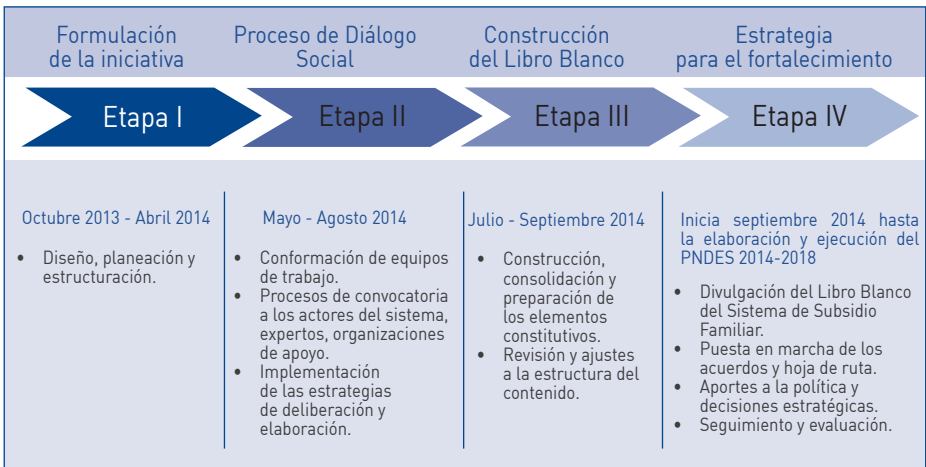 Formulación
de la iniciativa
Proceso de Diálogo
Social
Construcción
del Libro Blanco
Estrategia
para el fortalecimiento
Etapa I
Etapa II
Etapa III
Etapa IV
Octubre 2013 - Abril 2014
• Diseño, planeación y
estructuración.
Mayo - Agosto 2014
• Conformación de equipos
de trabajo.
• Procesos de convocatoria
a los actores del sistema,
expertos, organizaciones
de apoyo.
• Implementación
de las estrategias
de deliberación y
elaboración.
Julio - Septiembre 2014
• Construcción,
consolidación y
preparación de
los elementos
constitutivos.
• Revisión y ajustes
a la estructura del
contenido.
Inicia septiembre 2014 hasta
la elaboración y ejecución del
PNDES 2014-2018
• Divulgación del Libro Blanco
del Sistema de Subsidio
Familiar.
• Puesta en marcha de los
acuerdos y hoja de ruta.
• Aportes a la política y
decisiones estratégicas.
• Seguimiento y evaluación.